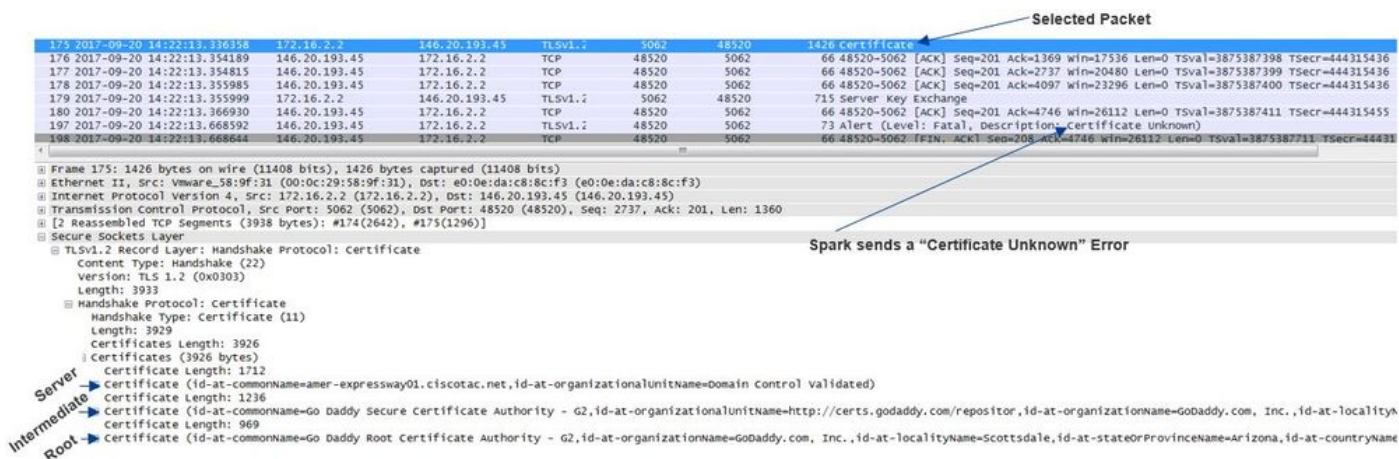 Selected Packet
175 2017-09-20 14:22:13.336358 172.16.2.2 146.20.193.45 TLSv1.2 5062 48520 1426 Certificate
176 2017-09-20 14:22:13.354189 146.20.193.45 172.16.2.2 TCP 48520 5062 66 48520→5062 [ACK] Seq=201 Ack=1369 Win=17536 Len=0 TSval=3875387398 TSecr=444315436
177 2017-09-20 14:22:13.354815 146.20.193.45 172.16.2.2 TCP 48520 5062 66 48520→5062 [ACK] Seq=201 Ack=2737 Win=20480 Len=0 TSval=3875387399 TSecr=444315436
178 2017-09-20 14:22:13.355985 146.20.193.45 172.16.2.2 TCP 48520 5062 66 48520→5062 [ACK] Seq=201 Ack=4097 Win=23296 Len=0 TSval=3875387400 TSecr=444315436
179 2017-09-20 14:22:13.355999 172.16.2.2 146.20.193.45 TLSv1.2 5062 48520 715 Server Key Exchange
180 2017-09-20 14:22:13.366930 146.20.193.45 172.16.2.2 TCP 48520 5062 66 48520→5062 [ACK] Seq=201 Ack=4746 Win=26112 Len=0 TSval=3875387411 TSecr=444315455
197 2017-09-20 14:22:13.668592 146.20.193.45 172.16.2.2 TLSv1.2 48520 5062 73 Alert (Level: Fatal, Description: Certificate Unknown)
198 2017-09-20 14:22:13.668644 146.20.193.45 172.16.2.2 TCP 48520 5062 66 48520→5062 [FIN, ACK] Seq=208 Ack=4746 Win=26112 Len=0 TSval=3875387711 TSecr=44431
Frame 175: 1426 bytes on wire (11408 bits), 1426 bytes captured (11408 bits)
Ethernet II, Src: Vmware_58:9f:31 (00:0c:29:58:9f:31), Dst: e0:0e:da:c8:8c:f3 (e0:0e:da:c8:8c:f3)
Internet Protocol Version 4, Src: 172.16.2.2 (172.16.2.2), Dst: 146.20.193.45 (146.20.193.45)
Transmission Control Protocol, Src Port: 5062 (5062), Dst Port: 48520 (48520), Seq: 2737, Ack: 201, Len: 1360
[2 Reassembled TCP Segments (3938 bytes): #174(2642), #175(1296)]
Secure Sockets Layer
Spark sends a “Certificate Unknown” Error
TLSv1.2 Record Layer: Handshake Protocol: Certificate
Content Type: Handshake (22)
Version: TLS 1.2 (0x0303)
Length: 3933
Handshake Protocol: Certificate
Handshake Type: Certificate (11)
Length: 3929
Certificates Length: 3926
Certificates (3926 bytes)
Certificate Length: 1712
Server
Certificate (id-at-commonName=amer-expressway01.ciscotac.net,id-at-organizationalUnitName=Domain Control Validated)
Certificate Length: 1236
Intermediate
Certificate (id-at-commonName=Go Daddy Secure Certificate Authority - G2,id-at-organizationalUnitName=http://certs.godaddy.com/repositor,id-at-organizationName=GoDaddy.com, Inc.,id-at-localityN
Certificate Length: 969
Root
Certificate (id-at-commonName=Go Daddy Root Certificate Authority - G2,id-at-organizationName=GoDaddy.com, Inc.,id-at-localityName=Scottsdale,id-at-stateOrProvinceName=Arizona,id-at-countryName